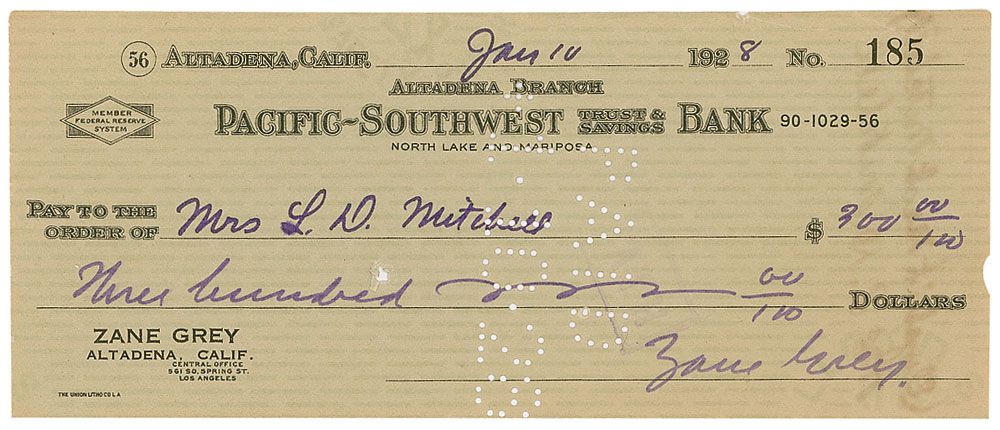 56 ALTADENA, CALIF. Jan 10 1928 No. 185
ALTADENA BRANCH
MEMBER
FEDERAL RESERVE
SYSTEM
PACIFIC-SOUTHWEST TRUST & SAVINGS BANK 90-1029-56
NORTH LAKE AND MARIPOSA
PAY TO THE
ORDER OF Mrs L. D. Mitchell $ 300 00/100
Three hundred 00/100 DOLLARS
ZANE GREY
ALTADENA, CALIF.
CENTRAL OFFICE
561 SO. SPRING ST.
LOS ANGELES
Zane Grey.
THE UNION LITHO CO L A